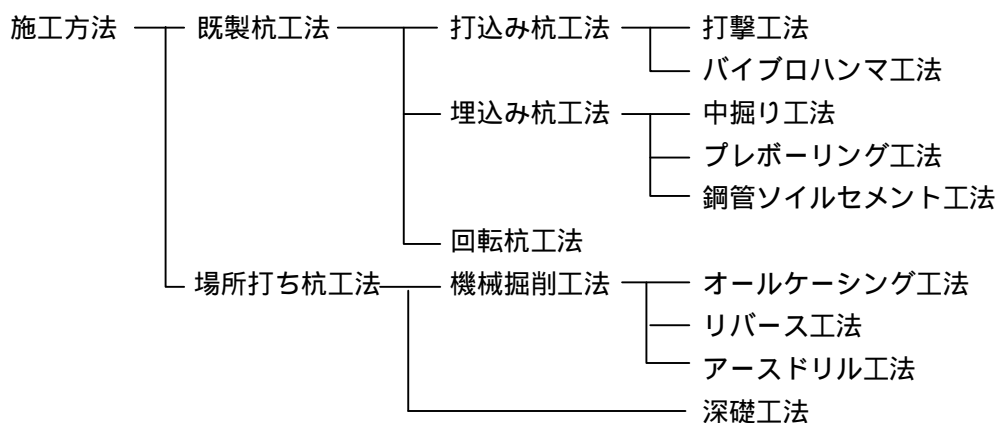 施工方法 既製杭工法 打込み杭工法 打撃工法
バイブロハンマ工法
埋込み杭工法 中掘り工法
プレボーリング工法
鋼管ソイルセメント工法
回転杭工法
場所打ち杭工法 機械掘削工法 オールケーシング工法
リバース工法
アースドリル工法
深礎工法